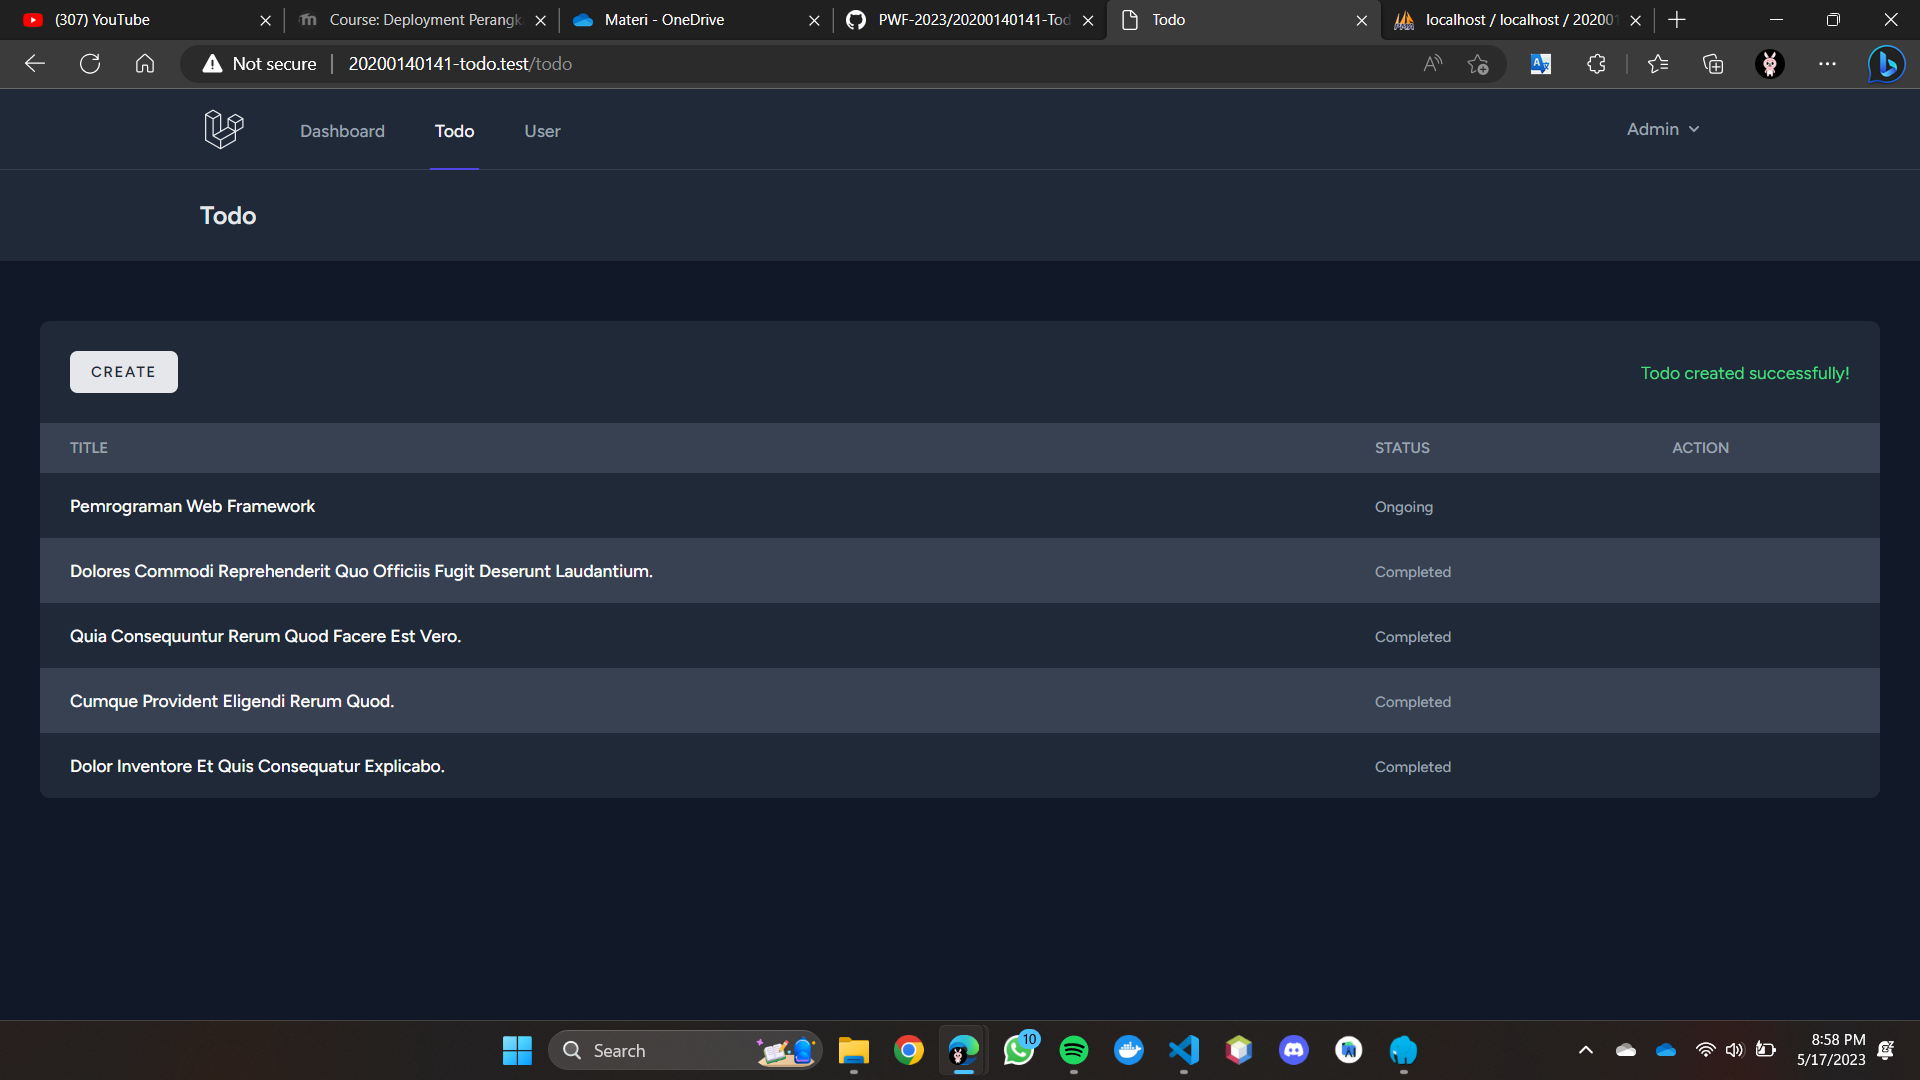 (307) YouTube
Course: Deployment Perangk
Materi - OneDrive
PWF-2023/20200140141-Tod
Todo
localhost / localhost / 20200
Not secure
20200140141-todo.test/todo
Dashboard
Todo
User
Admin
Todo
CREATE
Todo created successfully!
TITLE
STATUS
ACTION
Pemrograman Web Framework
Ongoing
Dolores Commodi Reprehenderit Quo Officiis Fugit Deserunt Laudantium.
Completed
Quia Consequuntur Rerum Quod Facere Est Vero.
Completed
Cumque Provident Eligendi Rerum Quod.
Completed
Dolor Inventore Et Quis Consequatur Explicabo.
Completed
Search
10
8:58 PM
5/17/2023